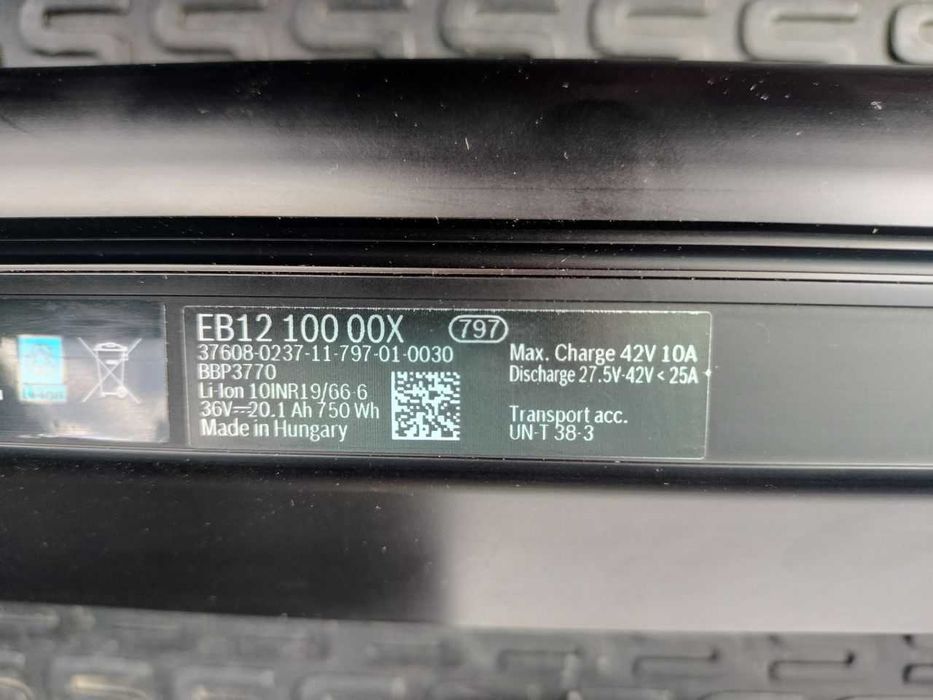 EB12 100 00X 797
37608-0237-11-797-01-0030
BBP3770
Li-Ion 10INR19/66-6
36V⎓20.1 Ah 750 Wh
Made in Hungary
Max. Charge 42V 10A
Discharge 27.5V-42V < 25A
Transport acc.
UN-T 38-3